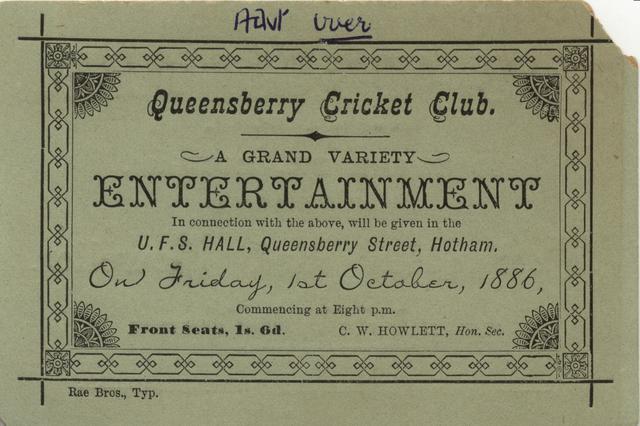 Advt over
Queensberry Cricket Club.
A GRAND VARIETY
ENTERTAINMENT
In connection with the above, will be given in the
U.F.S. HALL, Queensberry Street, Hotham.
On Friday, 1st October, 1886,
Commencing at Eight p.m.
Front Seats, 1s. 6d. C. W. HOWLETT, Hon. Sec.
Rae Bros., Typ.